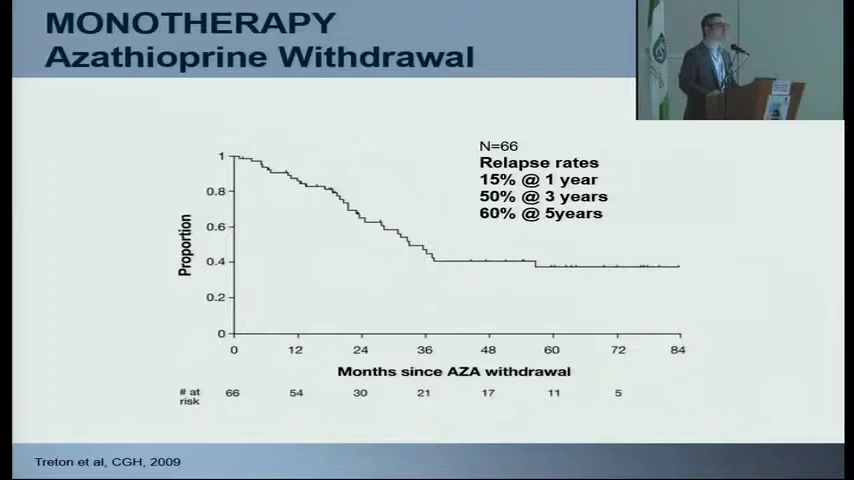 MONOTHERAPY
Azathioprine Withdrawal
N=66
Relapse rates
15% @ 1 year
50% @ 3 years
60% @ 5years
1
0.8
0.6
0.4
0.2
0
Proportion
0 12 24 36 48 60 72 84
Months since AZA withdrawal
# at
risk
66 54 30 21 17 11 5
Treton et al, CGH, 2009